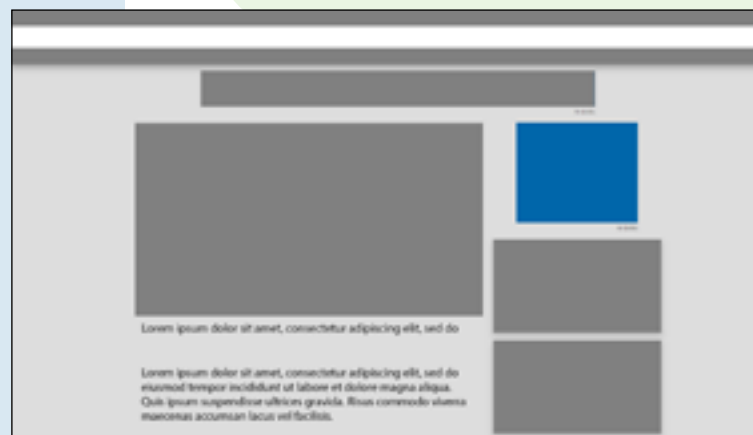 Lorem ipsum dolor sit amet, consectetur adipiscing elit, sed do
Lorem ipsum dolor sit amet, consectetur adipiscing elit, sed do
eiusmod tempor incididunt ut labore et dolore magna aliqua.
Quis ipsum suspendisse ultrices gravida. Risus commodo viverra
maecenas accumsan lacus vel facilisis.